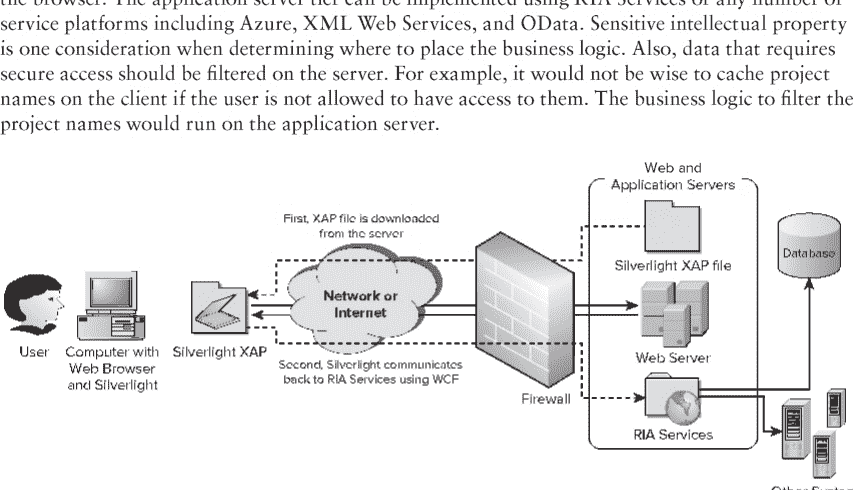 the browser. The application server tier can be implemented using RIA Services or any number of
service platforms including Azure, XML Web Services, and OData. Sensitive intellectual property
is one consideration when determining where to place the business logic. Also, data that requires
secure access should be filtered on the server. For example, it would not be wise to cache project
names on the client if the user is not allowed to have access to them. The business logic to filter the
project names would run on the application server.
Web and
Application Servers
First, XAP file is downloaded
from the server
Silverlight XAP file
Database
Network or
Internet
User
Computer with
Web Browser
and Silverlight
Silverlight XAP
Second, Silverlight communicates
back to RIA Services using WCF
Firewall
Web Server
RIA Services